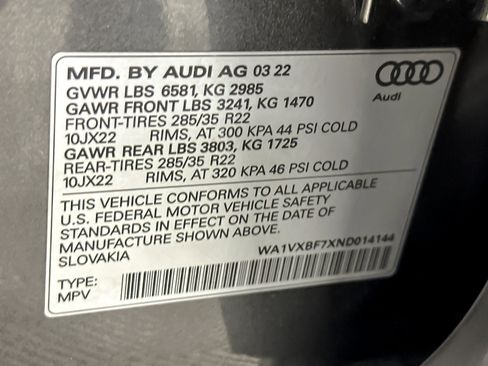 MFD. BY AUDI AG 03 22
GVWR LBS 6581, KG 2985
GAWR FRONT LBS 3241, KG 1470
FRONT-TIRES 285/35 R22
10JX22 RIMS, AT 300 KPA 44 PSI COLD
GAWR REAR LBS 3803, KG 1725
REAR-TIRES 285/35 R22
10JX22 RIMS, AT 320 KPA 46 PSI COLD
Audi
THIS VEHICLE CONFORMS TO ALL APPLICABLE
U.S. FEDERAL MOTOR VEHICLE SAFETY
STANDARDS IN EFFECT ON THE DATE OF
MANUFACTURE SHOWN ABOVE.
SLOVAKIA
WA1VXBF7XND014144
TYPE:
MPV